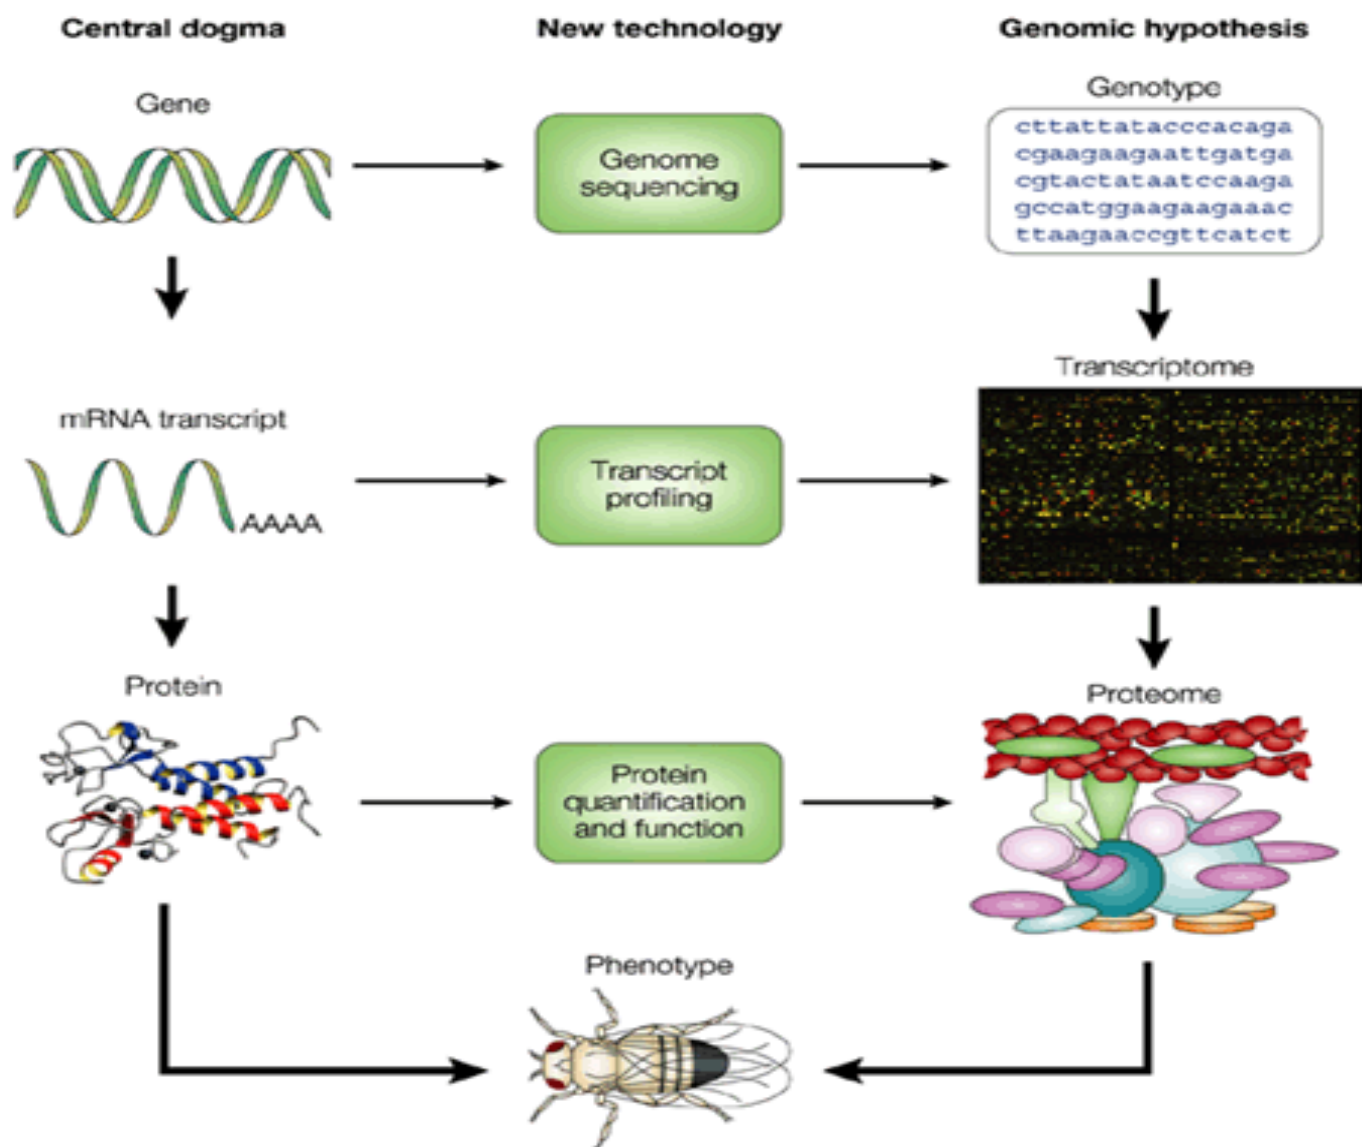 Central dogma
New technology
Genomic hypothesis
Gene
Genome
sequencing
Genotype
cttattatacccacaga
cgaagaagaattgatga
cgtactataatccaaga
gccatggaagaagaaac
ttaagaaccgttcatct
mRNA transcript
AAAA
Transcript
profiling
Transcriptome
Protein
Protein
quantification
and function
Proteome
Phenotype